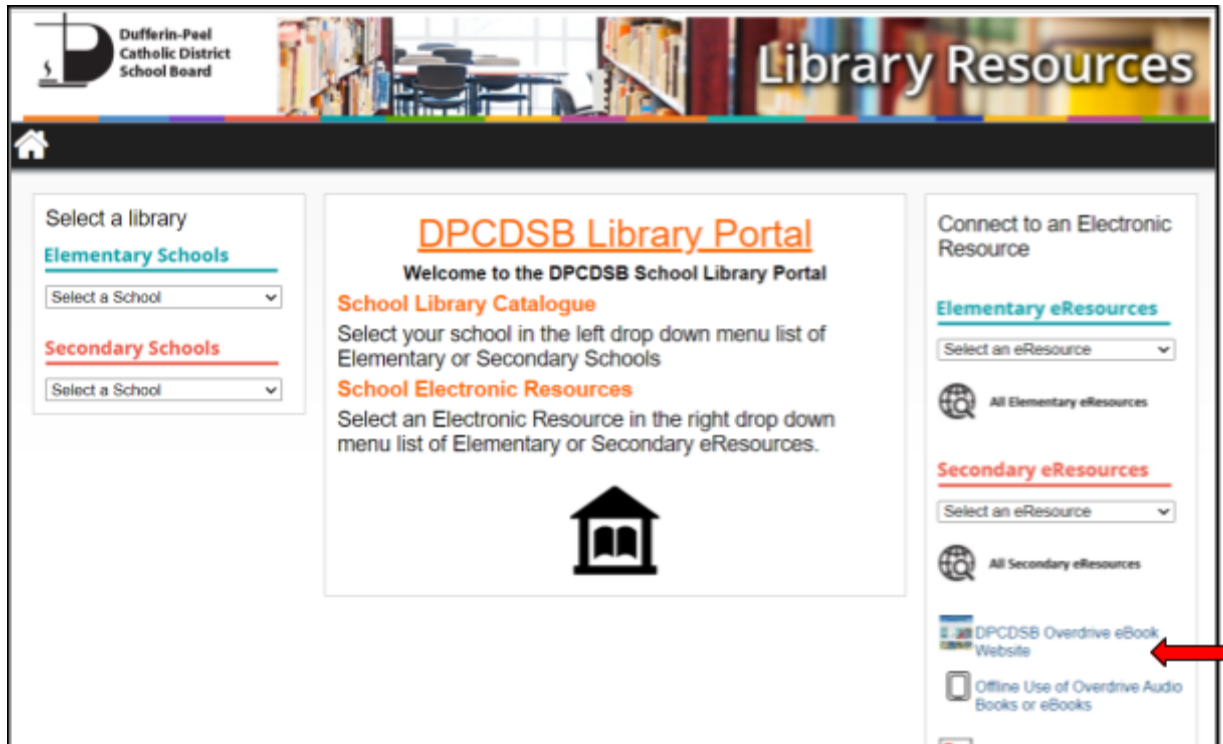 Dufferin-Peel
Catholic District
School Board
Library Resources
Select a library
Elementary Schools
Select a School
Secondary Schools
Select a School
DPCDSB Library Portal
Welcome to the DPCDSB School Library Portal
School Library Catalogue
Select your school in the left drop down menu list of
Elementary or Secondary Schools
School Electronic Resources
Select an Electronic Resource in the right drop down
menu list of Elementary or Secondary eResources.
Connect to an Electronic
Resource
Elementary eResources
Select an eResource
All Elementary eResources
Secondary eResources
Select an eResource
All Secondary eResources
DPCDSB Overdrive eBook
Website
Offline Use of Overdrive Audio
Books or eBooks